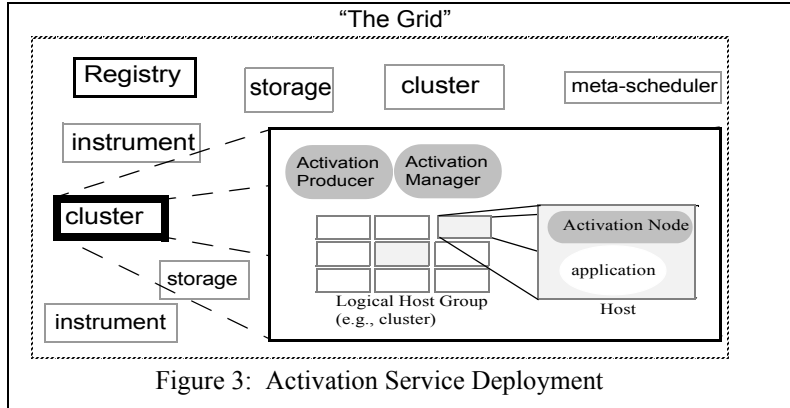 “The Grid”
Registry
storage
cluster
meta-scheduler
instrument
Activation
Producer
Activation
Manager
cluster
Activation Node
application
storage
Logical Host Group
(e.g., cluster)
Host
instrument
Figure 3:  Activation Service Deployment